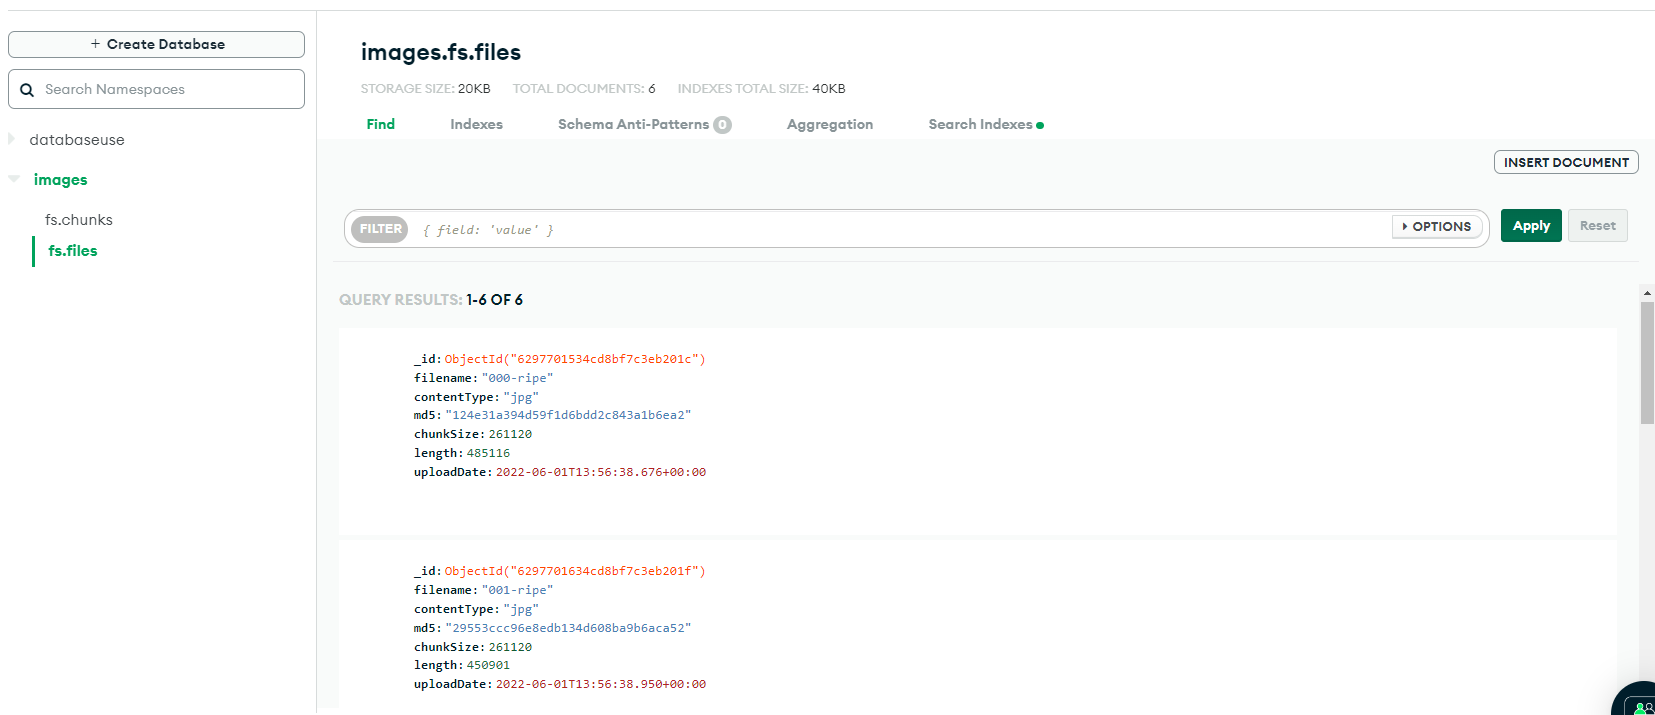 + Create Database
Search Namespaces
databaseuse
images
fs.chunks
fs.files
images.fs.files
STORAGE SIZE: 20KB TOTAL DOCUMENTS: 6 INDEXES TOTAL SIZE: 40KB
Find Indexes Schema Anti-Patterns 0 Aggregation Search Indexes
INSERT DOCUMENT
FILTER { field: 'value' } OPTIONS Apply Reset
QUERY RESULTS: 1-6 OF 6
_id: ObjectId("6297701534cd8bf7c3eb201c")
filename: "000-ripe"
contentType: "jpg"
md5: "124e31a394d59f1d6bdd2c843a1b6ea2"
chunkSize: 261120
length: 485116
uploadDate: 2022-06-01T13:56:38.676+00:00
_id: ObjectId("6297701634cd8bf7c3eb201f")
filename: "001-ripe"
contentType: "jpg"
md5: "29553ccc96e8edb134d608ba9b6aca52"
chunkSize: 261120
length: 450901
uploadDate: 2022-06-01T13:56:38.950+00:00